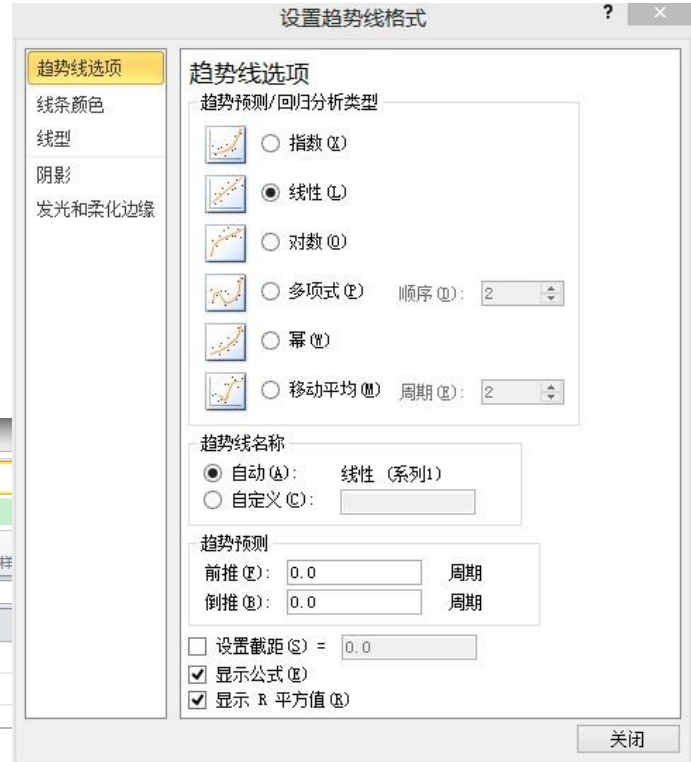 设置趋势线格式
?
×
趋势线选项
线条颜色
线型
阴影
发光和柔化边缘
趋势线选项
趋势预测/回归分析类型
指数(X)
线性(L)
对数(O)
多项式(P) 顺序(D): 2
幂(W)
移动平均(M) 周期(E): 2
趋势线名称
自动(A): 线性 (系列1)
自定义(C):
趋势预测
前推(F): 0.0 周期
倒推(B): 0.0 周期
设置截距(S) = 0.0
显示公式(E)
显示 R 平方值(R)
关闭
样